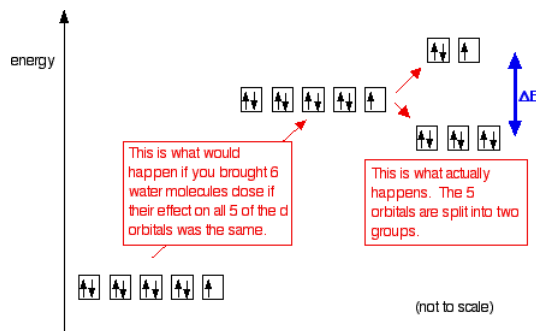 energy
ΔE
This is what would
happen if you brought 6
water molecules dose if
their effect on all 5 of the d
orbitals was the same.
This is what actually
happens. The 5
orbitals are split into two
groups.
(not to scale)